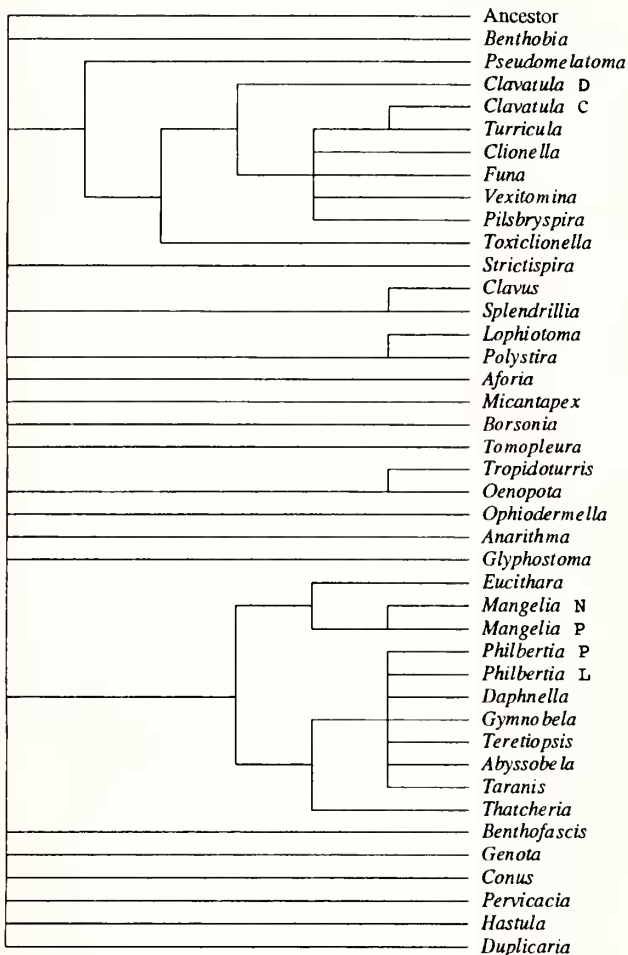 Ancestor
Benthobia
Pseudomelatoma
Clavatula D
Clavatula C
Turricula
Clionella
Funa
Vexitomina
Pilsbryspira
Toxiclionella
Strictispira
Clavus
Splendrillia
Lophiotoma
Polystira
Aforia
Micantapex
Borsonia
Tomopleura
Tropidoturris
Oenopota
Ophiodermella
Anarithma
Glyphostoma
Eucithara
Mangelia N
Mangelia P
Philbertia P
Philbertia L
Daphnella
Gymnobela
Teretiopsis
Abyssobela
Taranis
Thatcheria
Benthofascis
Genota
Conus
Pervicacia
Hastula
Duplicaria